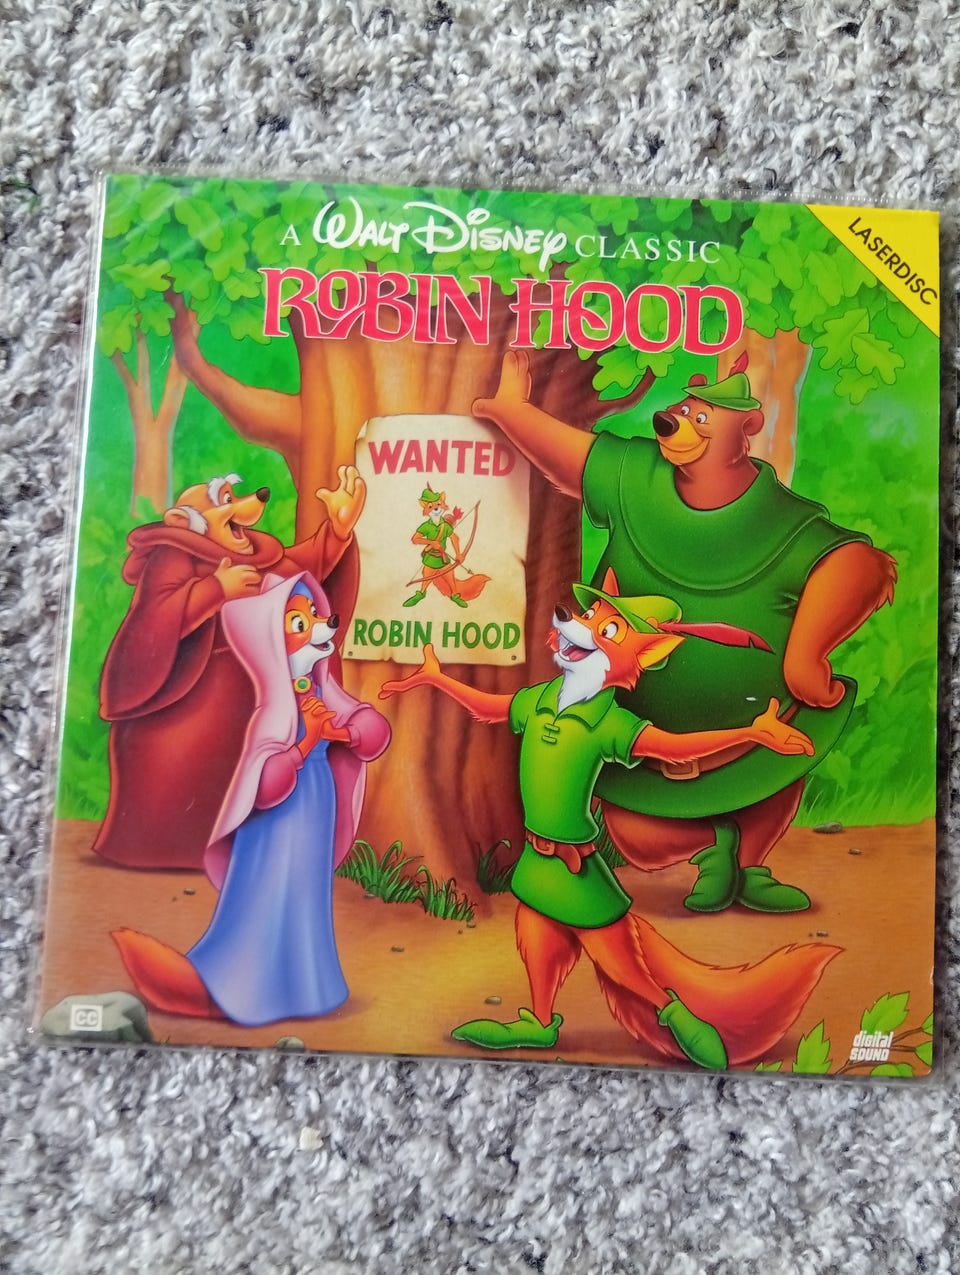 A WALT DISNEY CLASSIC
LASERDISC
ROBIN HOOD
WANTED
ROBIN HOOD
CC
digital
SOUND